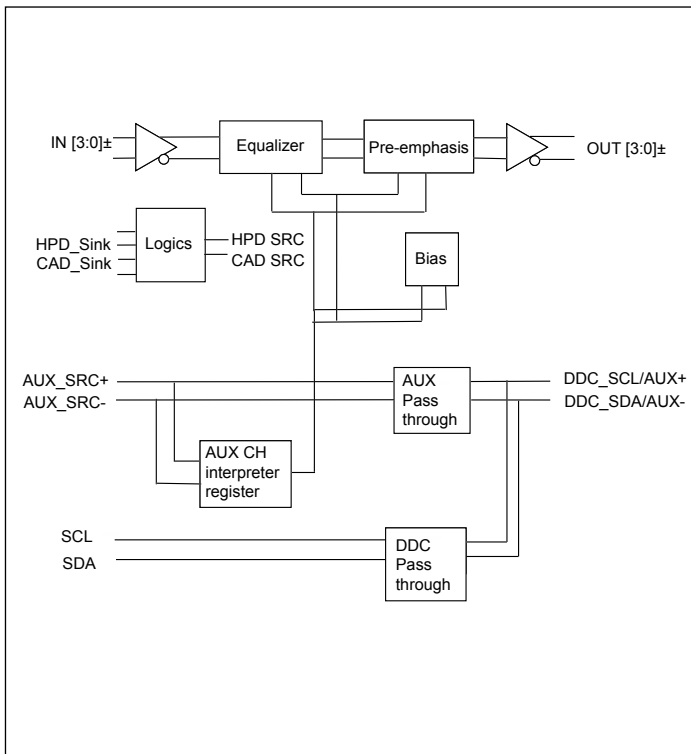 IN [3:0]±
Equalizer
Pre-emphasis
OUT [3:0]±
HPD_Sink
CAD_Sink
Logics
HPD SRC
CAD SRC
Bias
AUX_SRC+
AUX_SRC-
AUX
Pass
through
DDC_SCL/AUX+
DDC_SDA/AUX-
AUX CH
interpreter
register
SCL
SDA
DDC
Pass
through